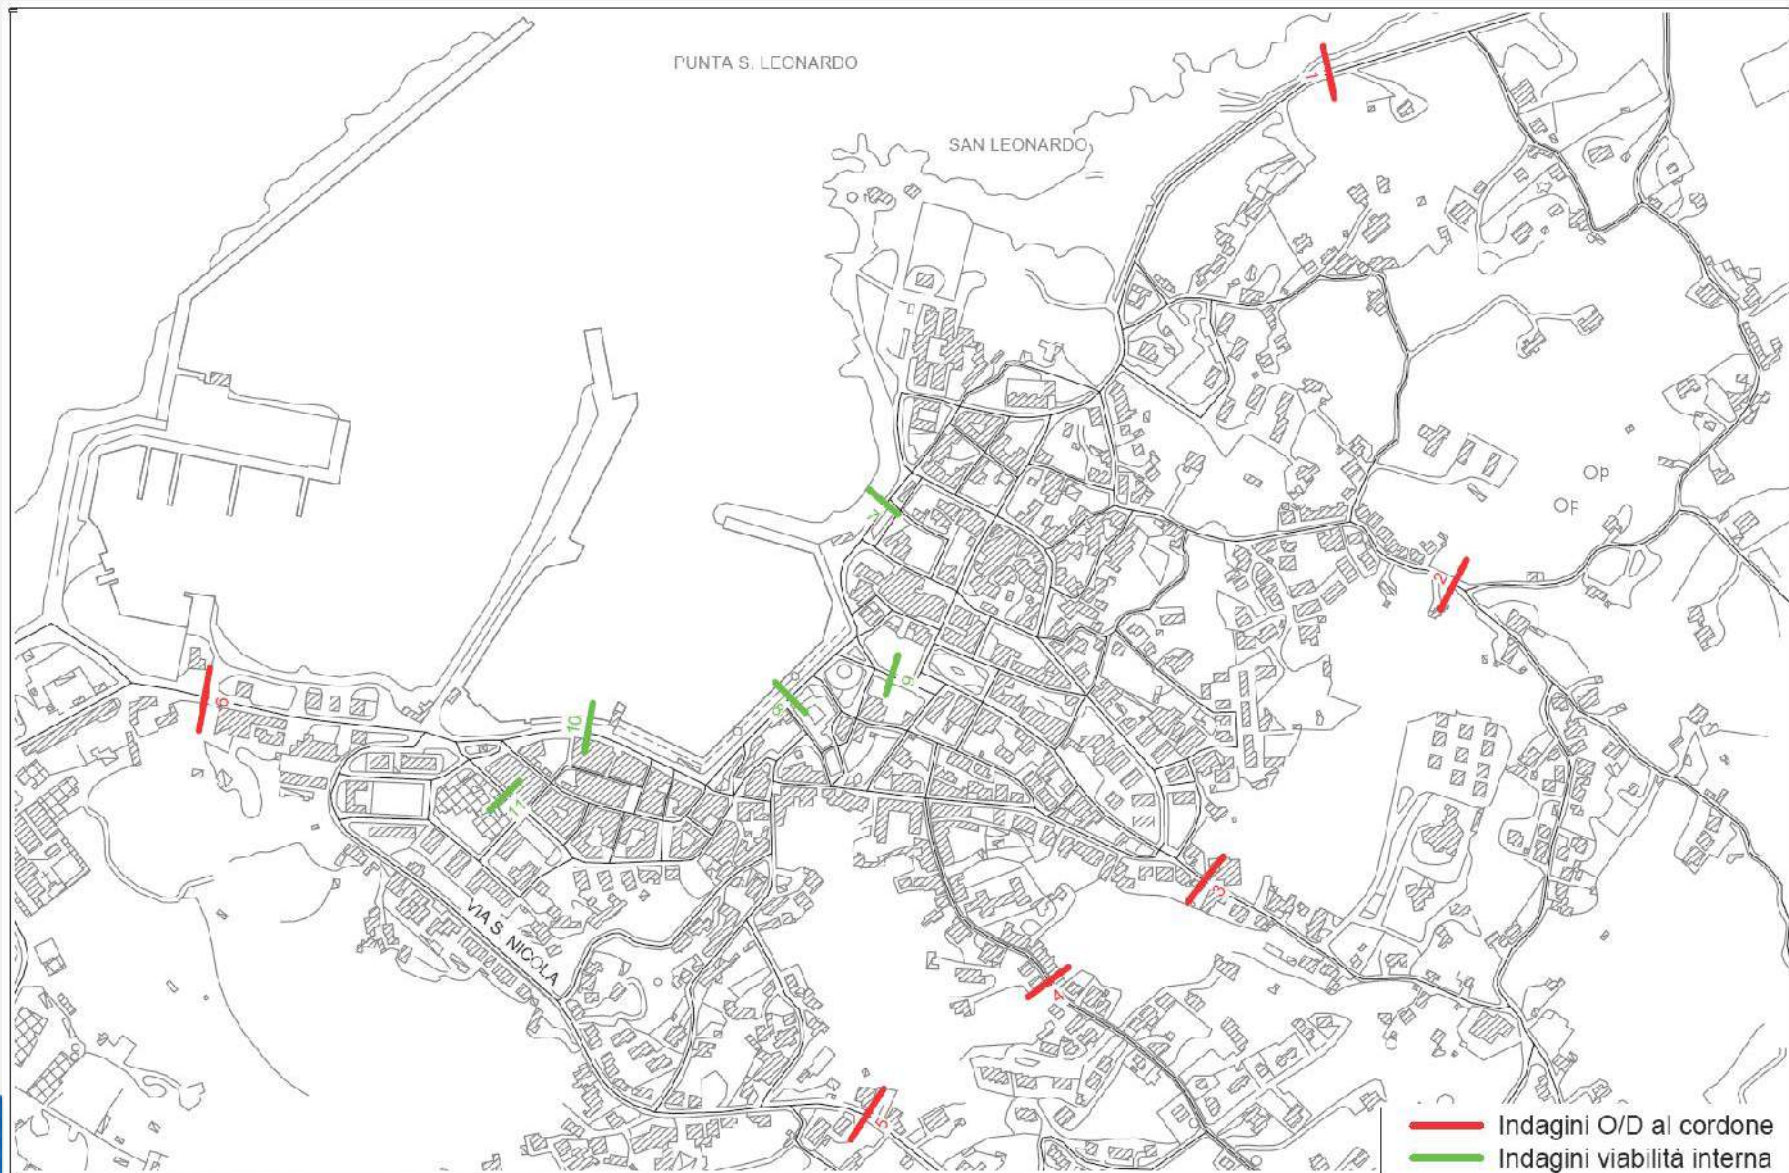 PUNTA S. LEONARDO
SAN LEONARDO
1
Op
OF
2
7
9
8
6
10
11
3
VIA S. NICOLA
4
5
Indagini O/D al cordone
Indagini viabilità interna